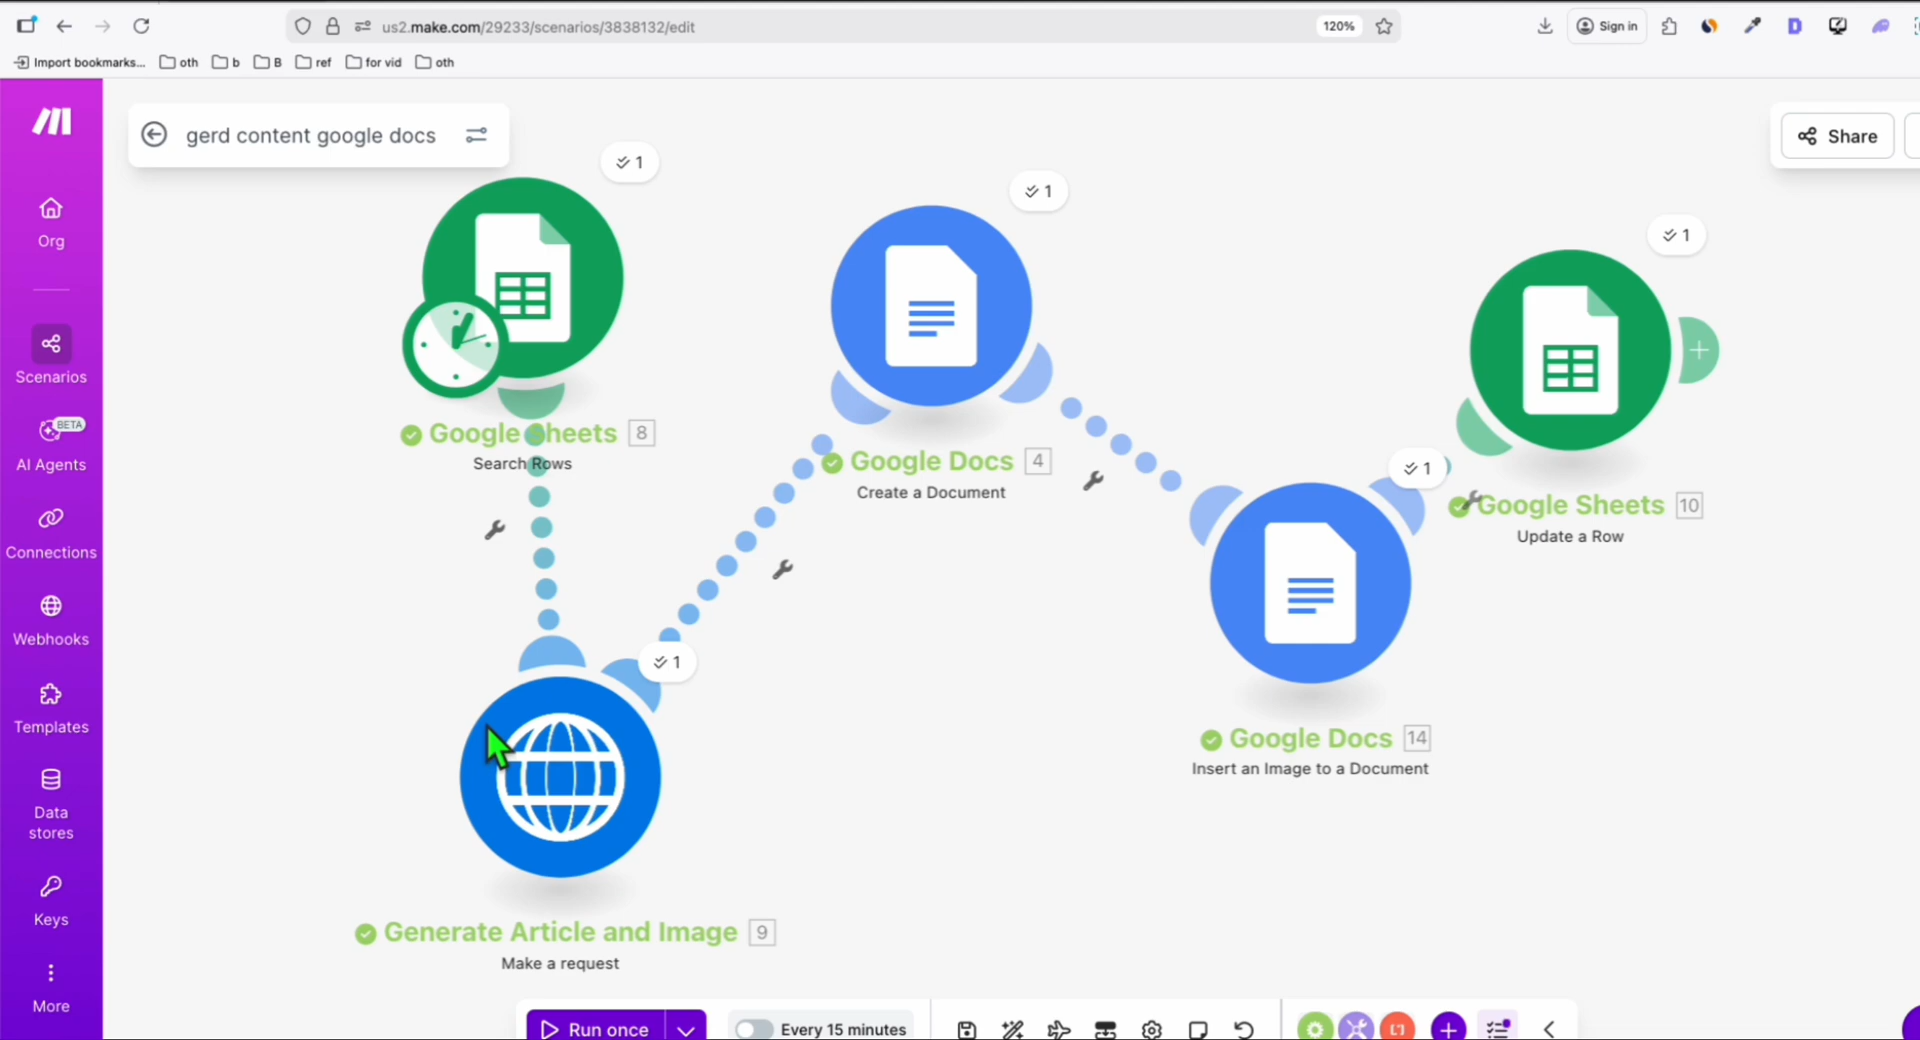 us2.make.com/29233/scenarios/3838132/edit
120%
Sign in
Import bookmarks...
oth
b
B
ref
for vid
oth
gerd content google docs
Share
Org
Scenarios
BETA
AI Agents
Connections
Webhooks
Templates
Data
stores
Keys
More
1
Google Sheets 8
Search Rows
1
Google Docs 4
Create a Document
1
Google Sheets 10
Update a Row
1
Google Docs 14
Insert an Image to a Document
1
Generate Article and Image 9
Make a request
Run once
Every 15 minutes